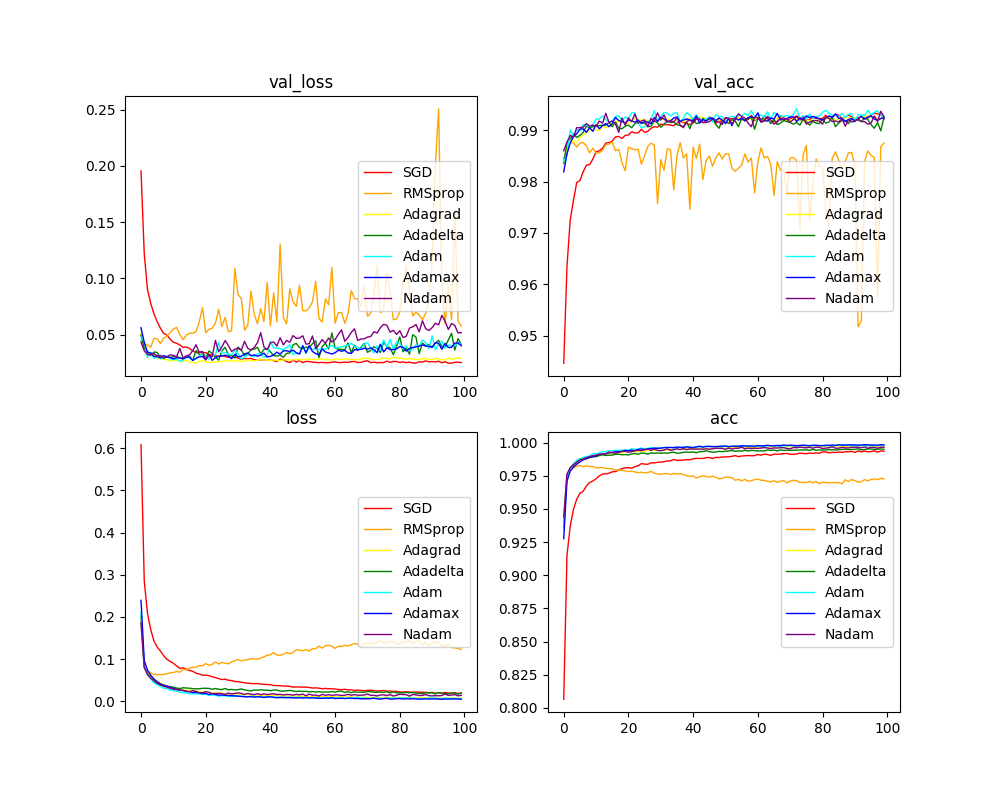 val_loss
0.25
0.20
0.15
0.10
0.05
0 20 40 60 80 100
SGD
RMSprop
Adagrad
Adadelta
Adam
Adamax
Nadam
val_acc
0.99
0.98
0.97
0.96
0.95
0 20 40 60 80 100
SGD
RMSprop
Adagrad
Adadelta
Adam
Adamax
Nadam
loss
0.6
0.5
0.4
0.3
0.2
0.1
0.0
0 20 40 60 80 100
SGD
RMSprop
Adagrad
Adadelta
Adam
Adamax
Nadam
acc
1.000
0.975
0.950
0.925
0.900
0.875
0.850
0.825
0.800
0 20 40 60 80 100
SGD
RMSprop
Adagrad
Adadelta
Adam
Adamax
Nadam